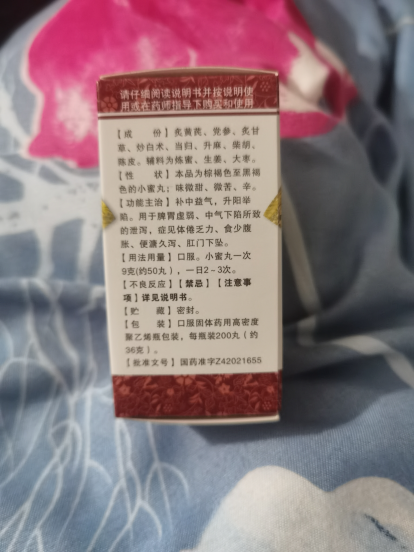 请仔细阅读说明书并按说明使
用或在药师指导下购买和使用
【成　份】炙黄芪、党参、炙甘
草、炒白术、当归、升麻、柴胡、
陈皮。辅料为炼蜜、生姜、大枣。
【性　状】本品为棕褐色至黑褐
色的小蜜丸；味微甜、微苦、辛。
【功能主治】补中益气，升阳举
陷。用于脾胃虚弱、中气下陷所致
的泄泻，症见体倦乏力、食少腹
胀、便溏久泻、肛门下坠。
【用法用量】口服。小蜜丸一次
9克(约50丸)，一日2-3次。
【不良反应】【禁忌】【注意事
项】详见说明书。
【贮　藏】密封。
【包　装】口服固体药用高密度
聚乙烯瓶包装，每瓶装200丸(约
36克)。
【批准文号】国药准字Z42021655